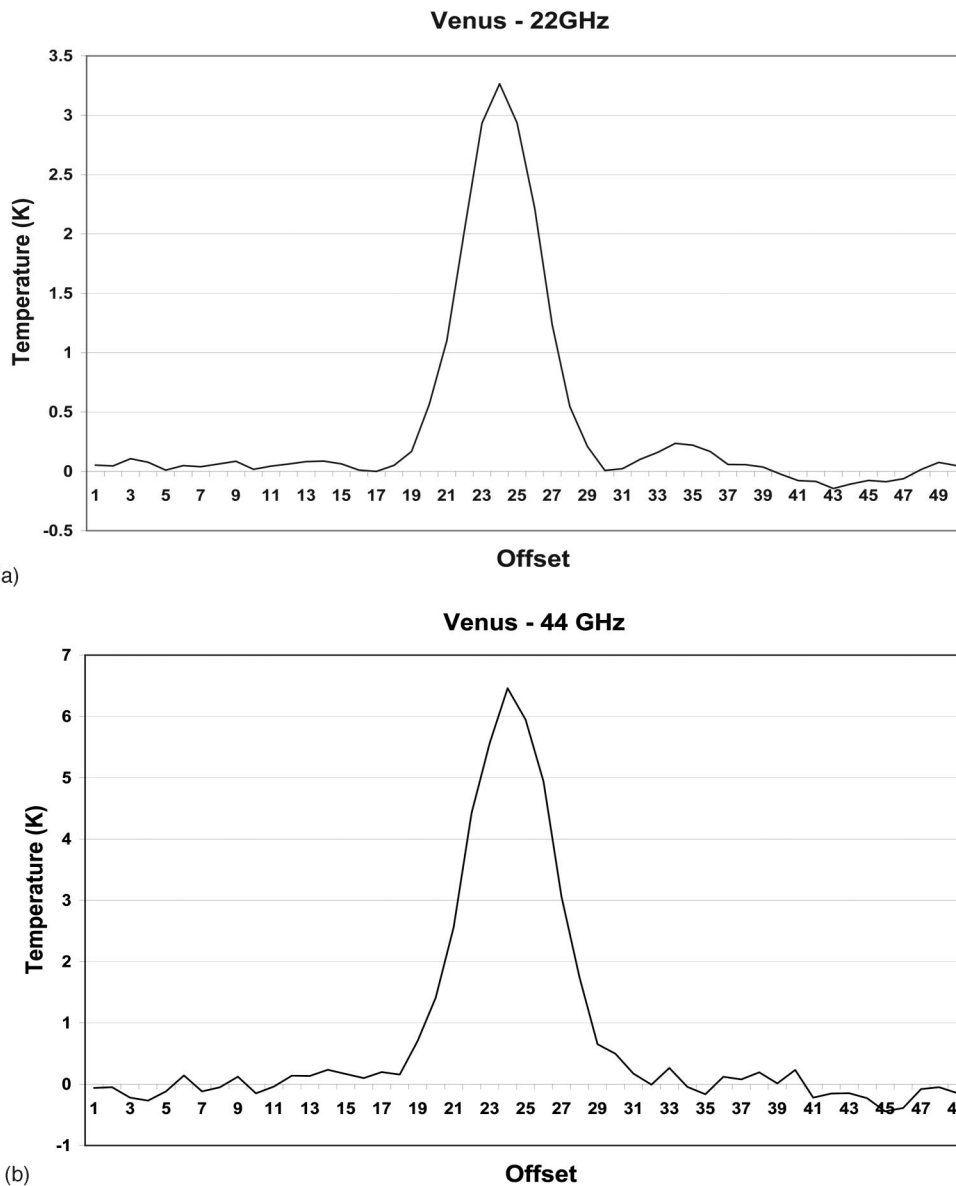 Venus - 22GHz
3.5
3
2.5
2
1.5
1
0.5
0
-0.5
Temperature (K)
1 3 5 7 9 11 13 15 17 19 21 23 25 27 29 31 33 35 37 39 41 43 45 47 49
Offset
a)
Venus - 44 GHz
7
6
5
4
3
2
1
0
-1
Temperature (K)
1 3 5 7 9 11 13 15 17 19 21 23 25 27 29 31 33 35 37 39 41 43 45 47 4
Offset
(b)